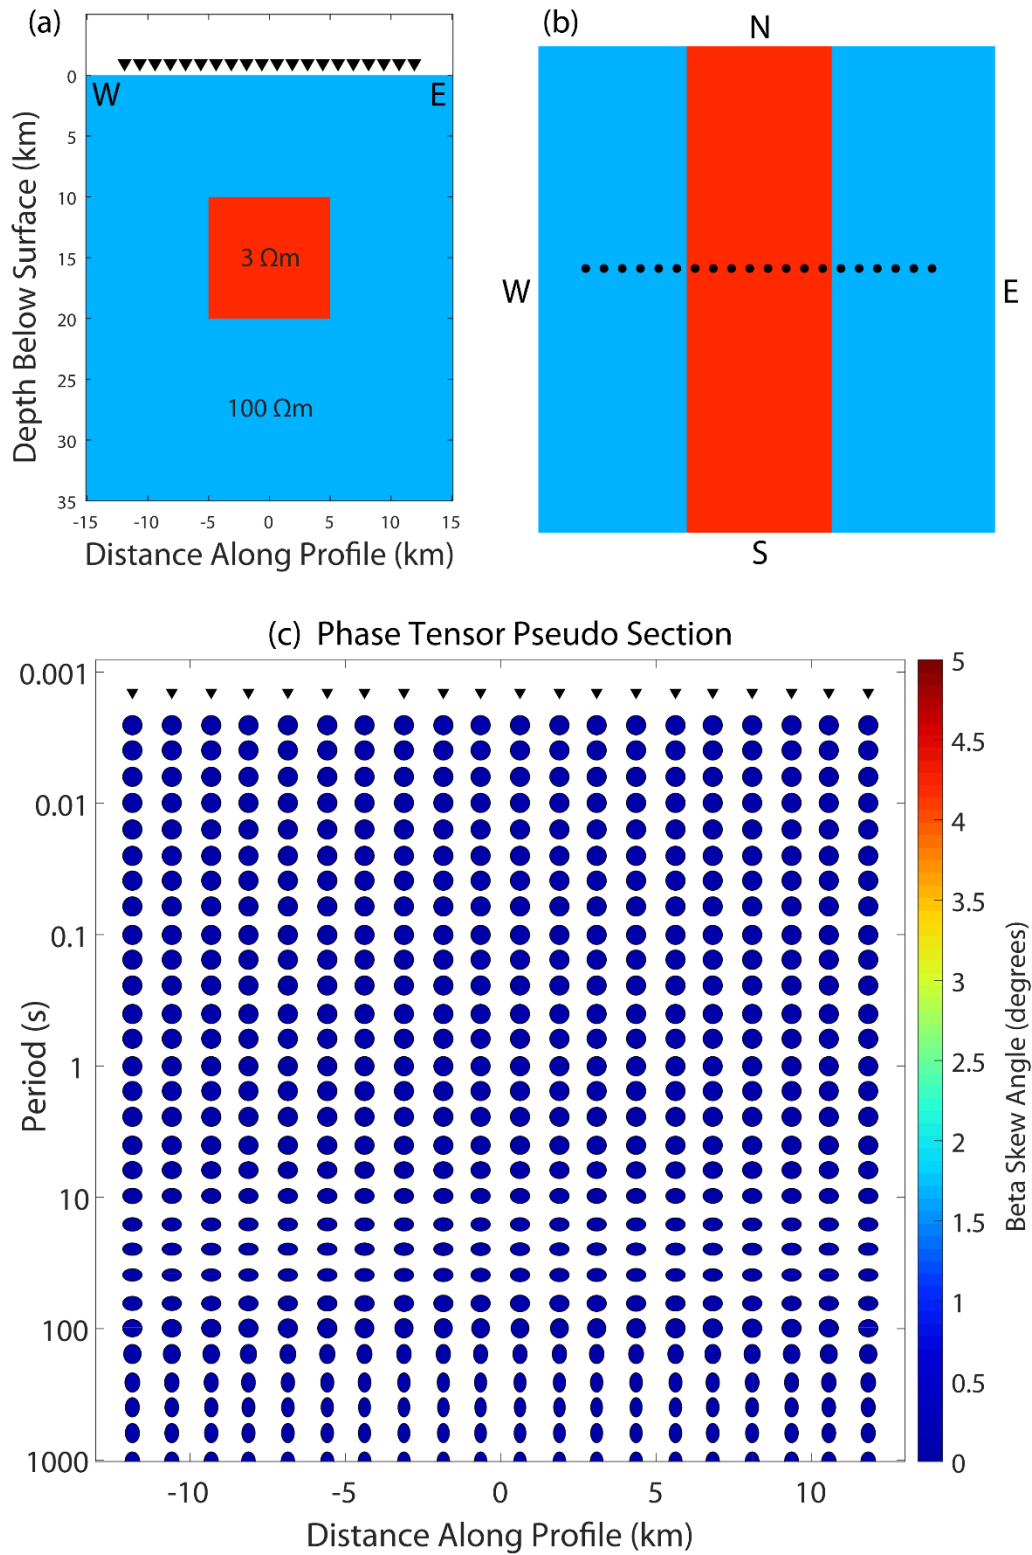 (a)
W
E
0
5
10
15
20
25
30
35
3 Ωm
100 Ωm
Depth Below Surface (km)
-15
-10
-5
0
5
10
15
Distance Along Profile (km)
(b)
N
W
E
S
(c) Phase Tensor Pseudo Section
0.001
0.01
0.1
1
10
100
1000
Period (s)
-10
-5
0
5
10
Distance Along Profile (km)
5
4.5
4
3.5
3
2.5
2
1.5
1
0.5
0
Beta Skew Angle (degrees)